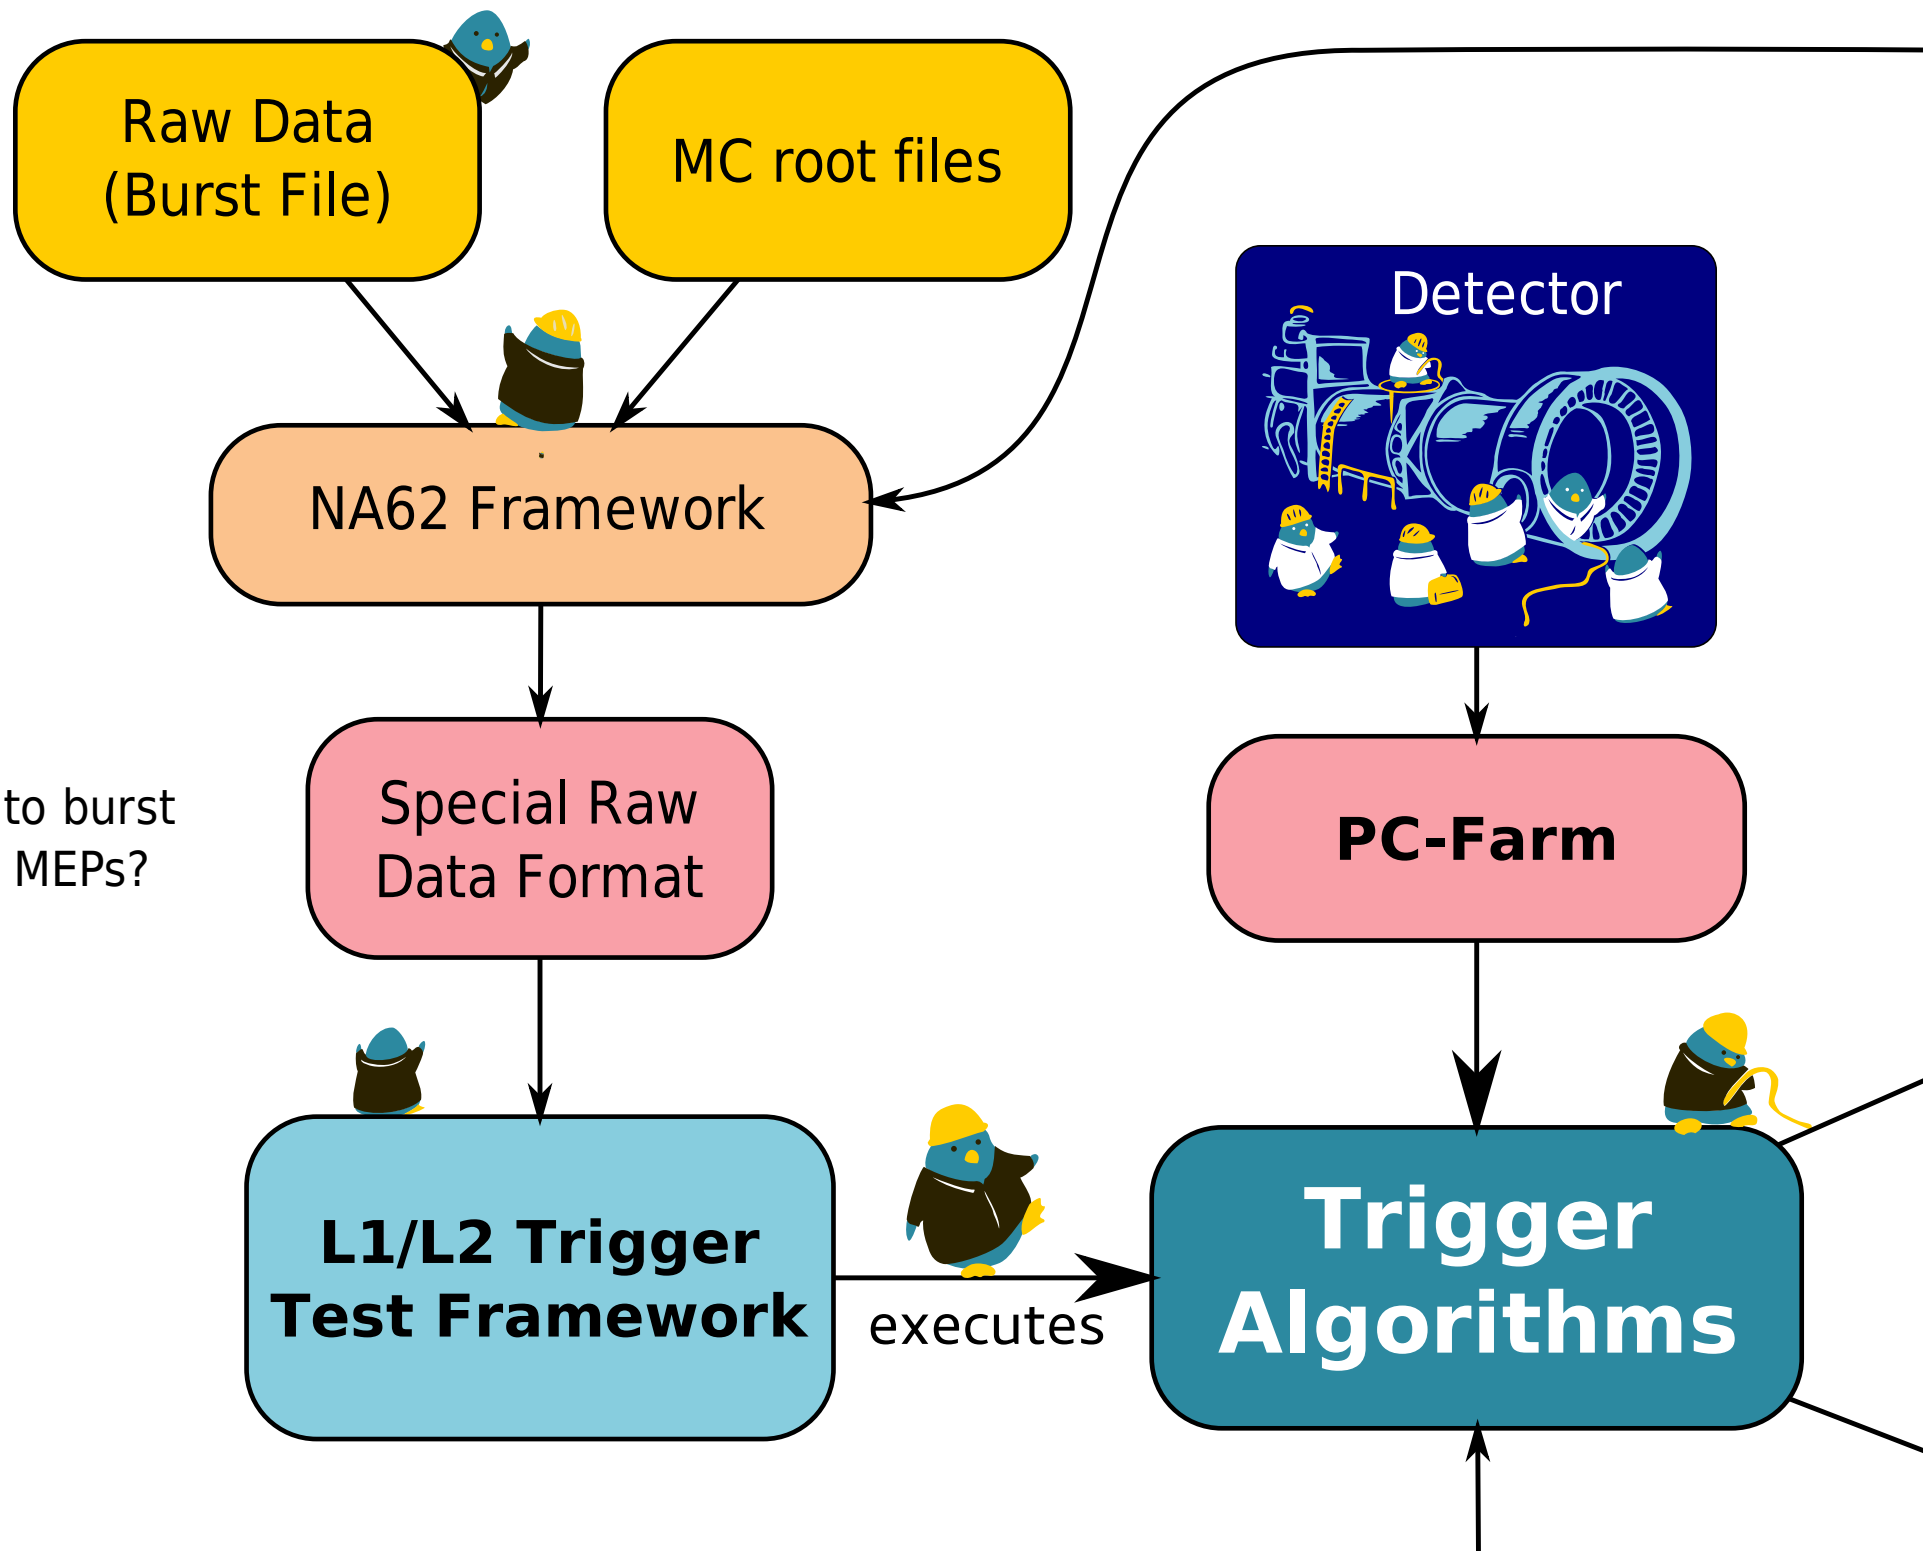 Raw Data
(Burst File)
MC root files
Detector
NA62 Framework
to burst
MEPs?
Special Raw
Data Format
PC-Farm
L1/L2 Trigger
Test Framework
executes
Trigger
Algorithms